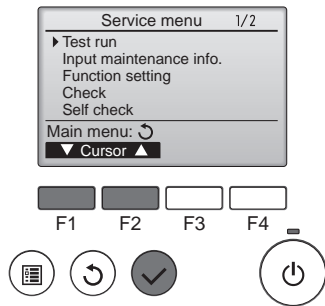 Service menu 1/2
Test run
Input maintenance info.
Function setting
Check
Self check
Main menu:
Cursor
F1 F2 F3 F4